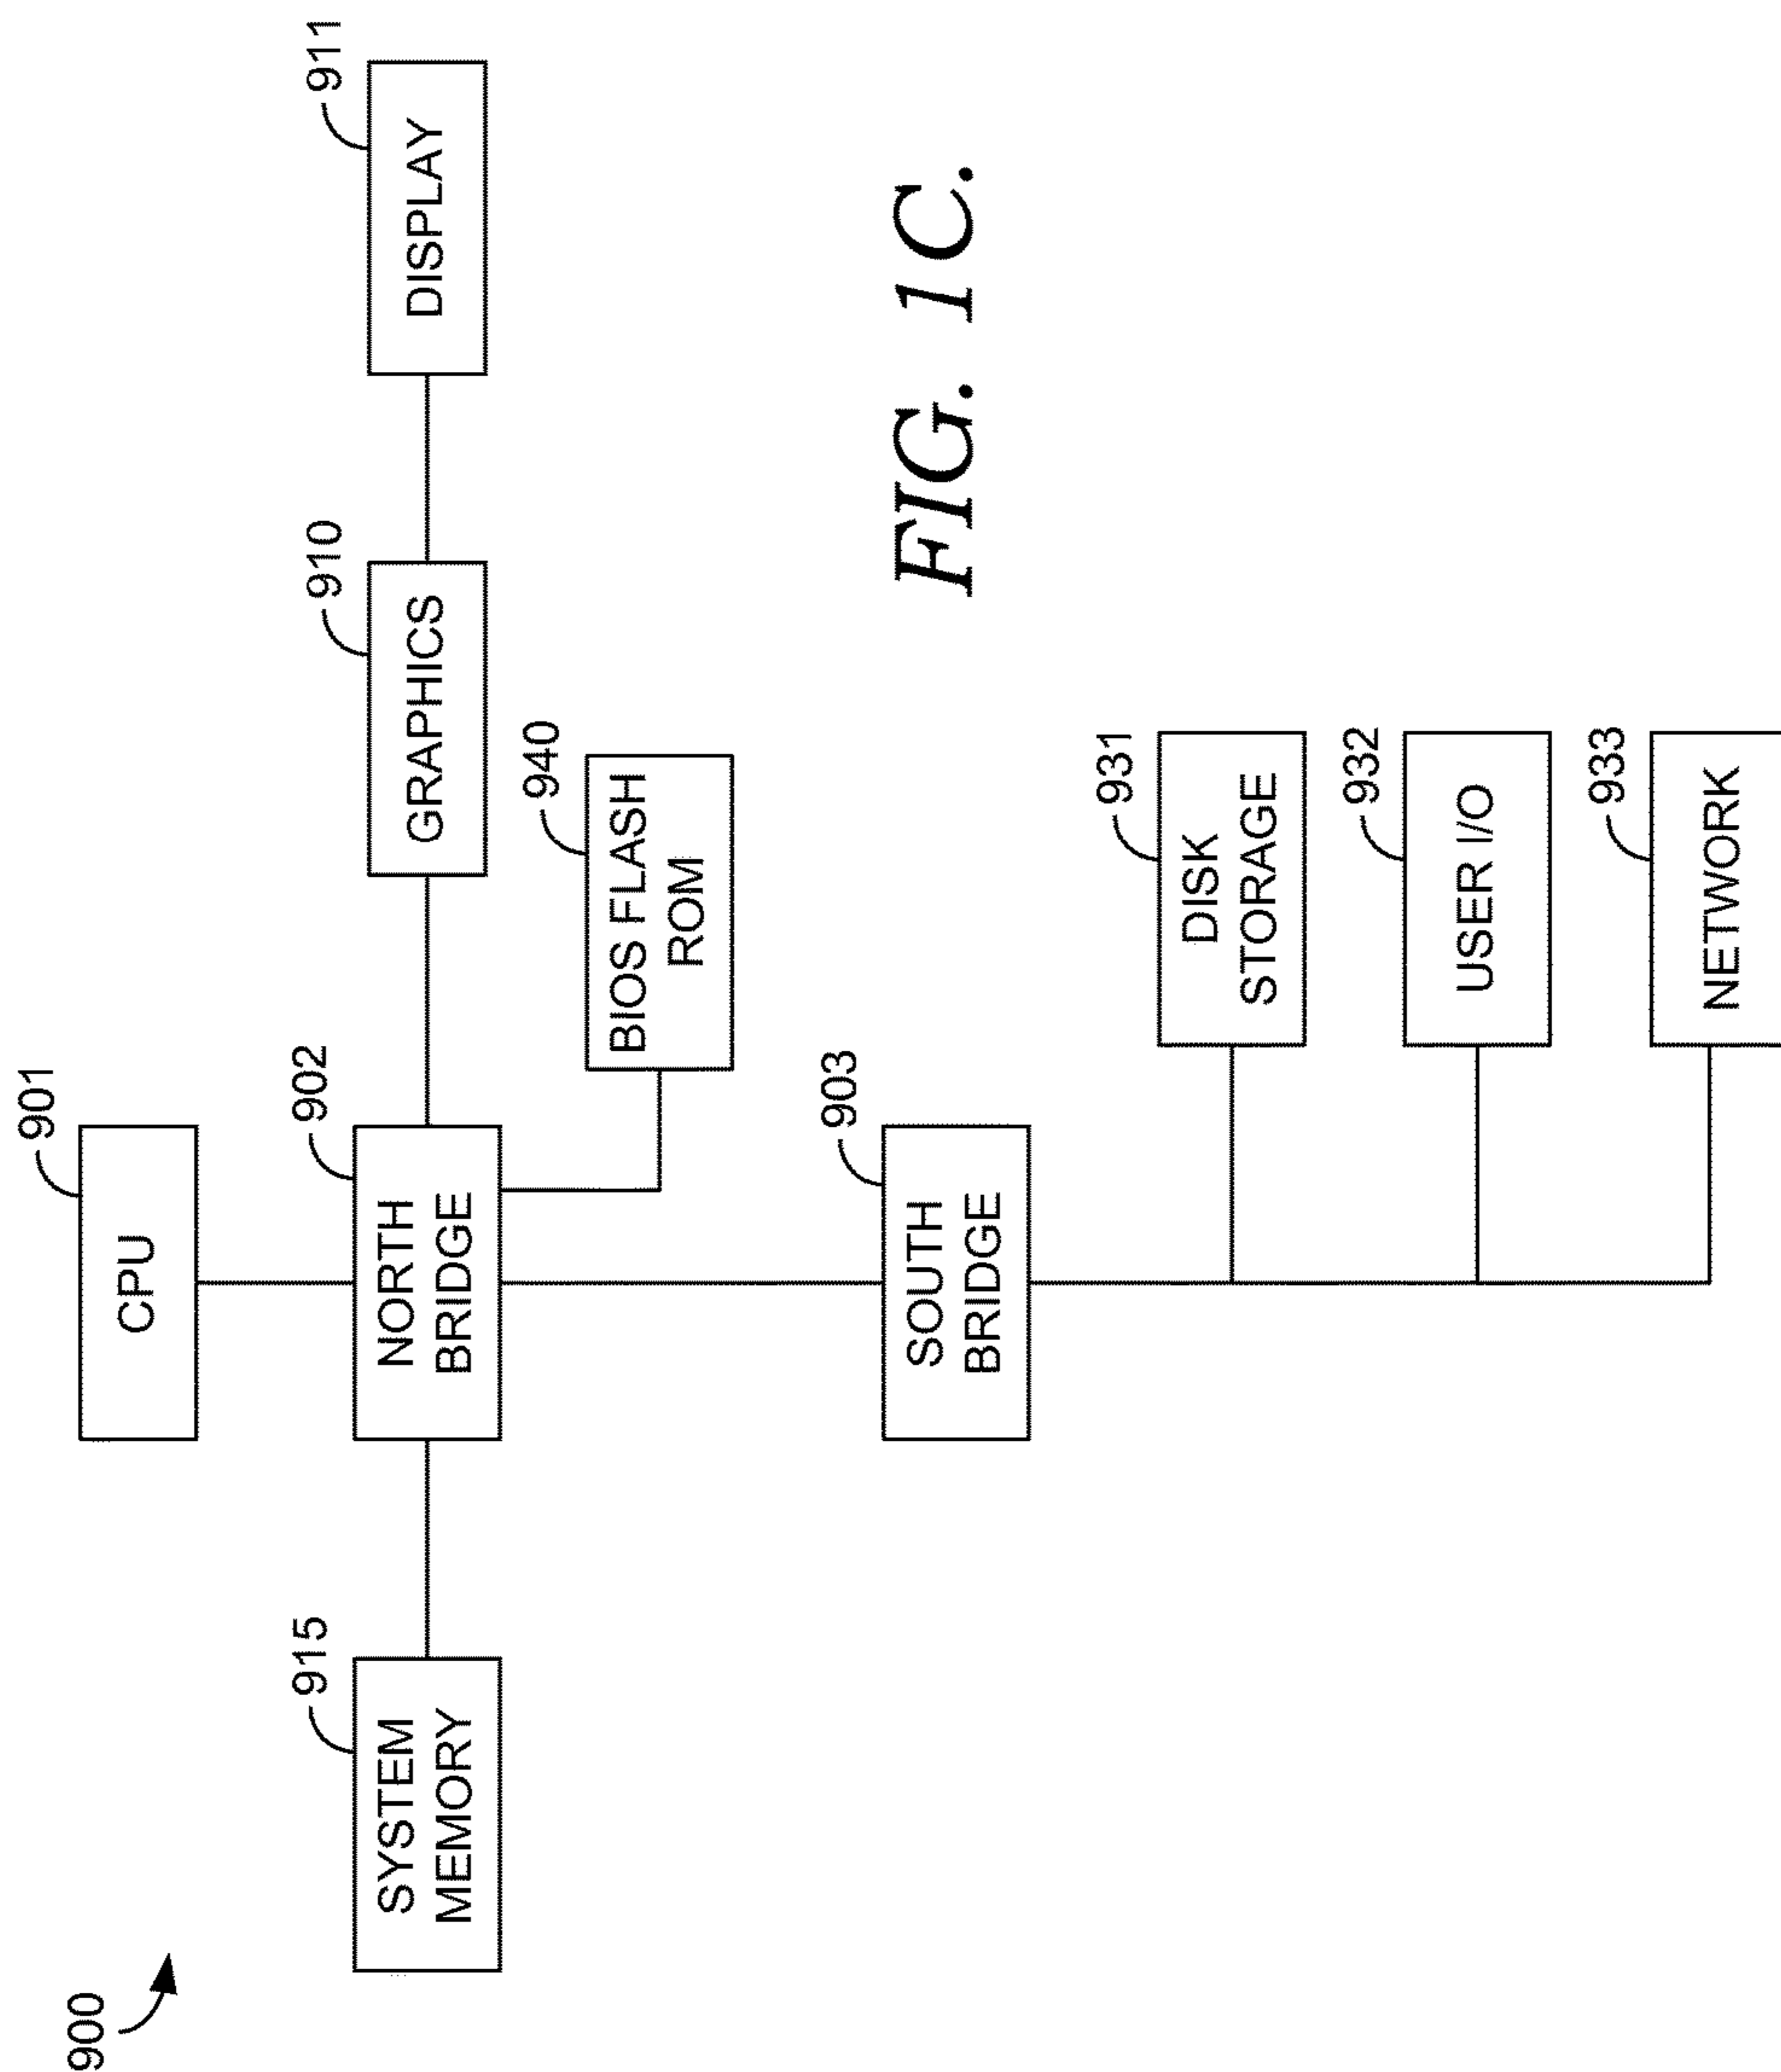 900
901
CPU
915
SYSTEM
MEMORY
902
NORTH
BRIDGE
910
GRAPHICS
911
DISPLAY
940
BIOS FLASH
ROM
903
SOUTH
BRIDGE
931
DISK
STORAGE
932
USER I/O
933
NETWORK
FIG. 1C.